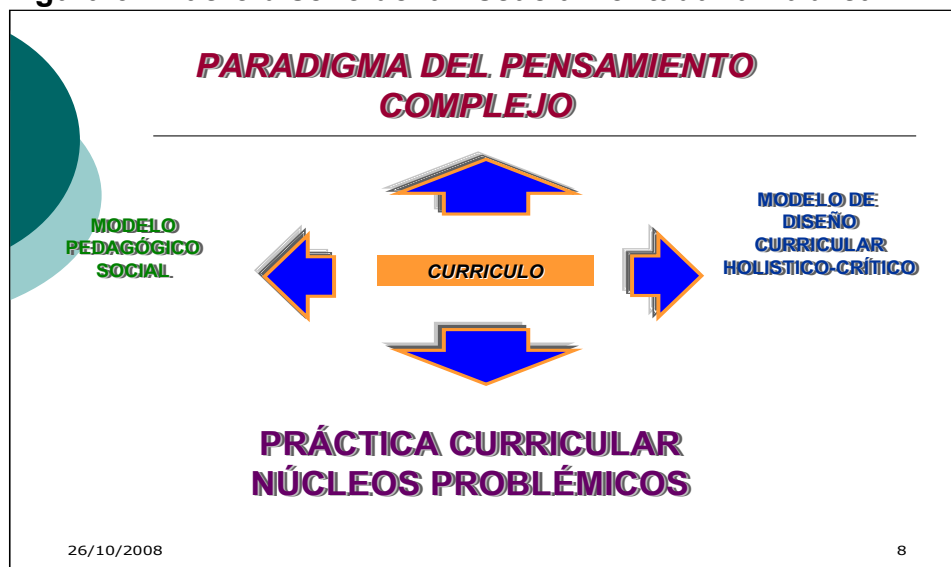 PARADIGMA DEL PENSAMIENTO
COMPLEJO
MODELO
PEDAGÓGICO
SOCIAL
CURRICULO
MODELO DE
DISEÑO
CURRICULAR
HOLISTICO-CRÍTICO
PRÁCTICA CURRICULAR
NÚCLEOS PROBLÉMICOS
26/10/2008
8